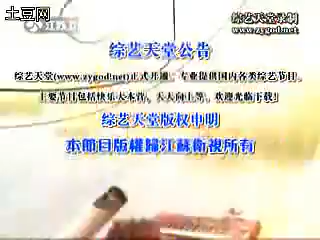 土豆网
综艺天堂录制
www.zygod.net
综艺天堂公告
综艺天堂(www.zygod.net)正式开通，专业提供国内各类综艺节目，
主要节目包括快乐大本营，天天向上等，欢迎光临下载！
综艺天堂版权申明
本節目版權歸江蘇衛視所有